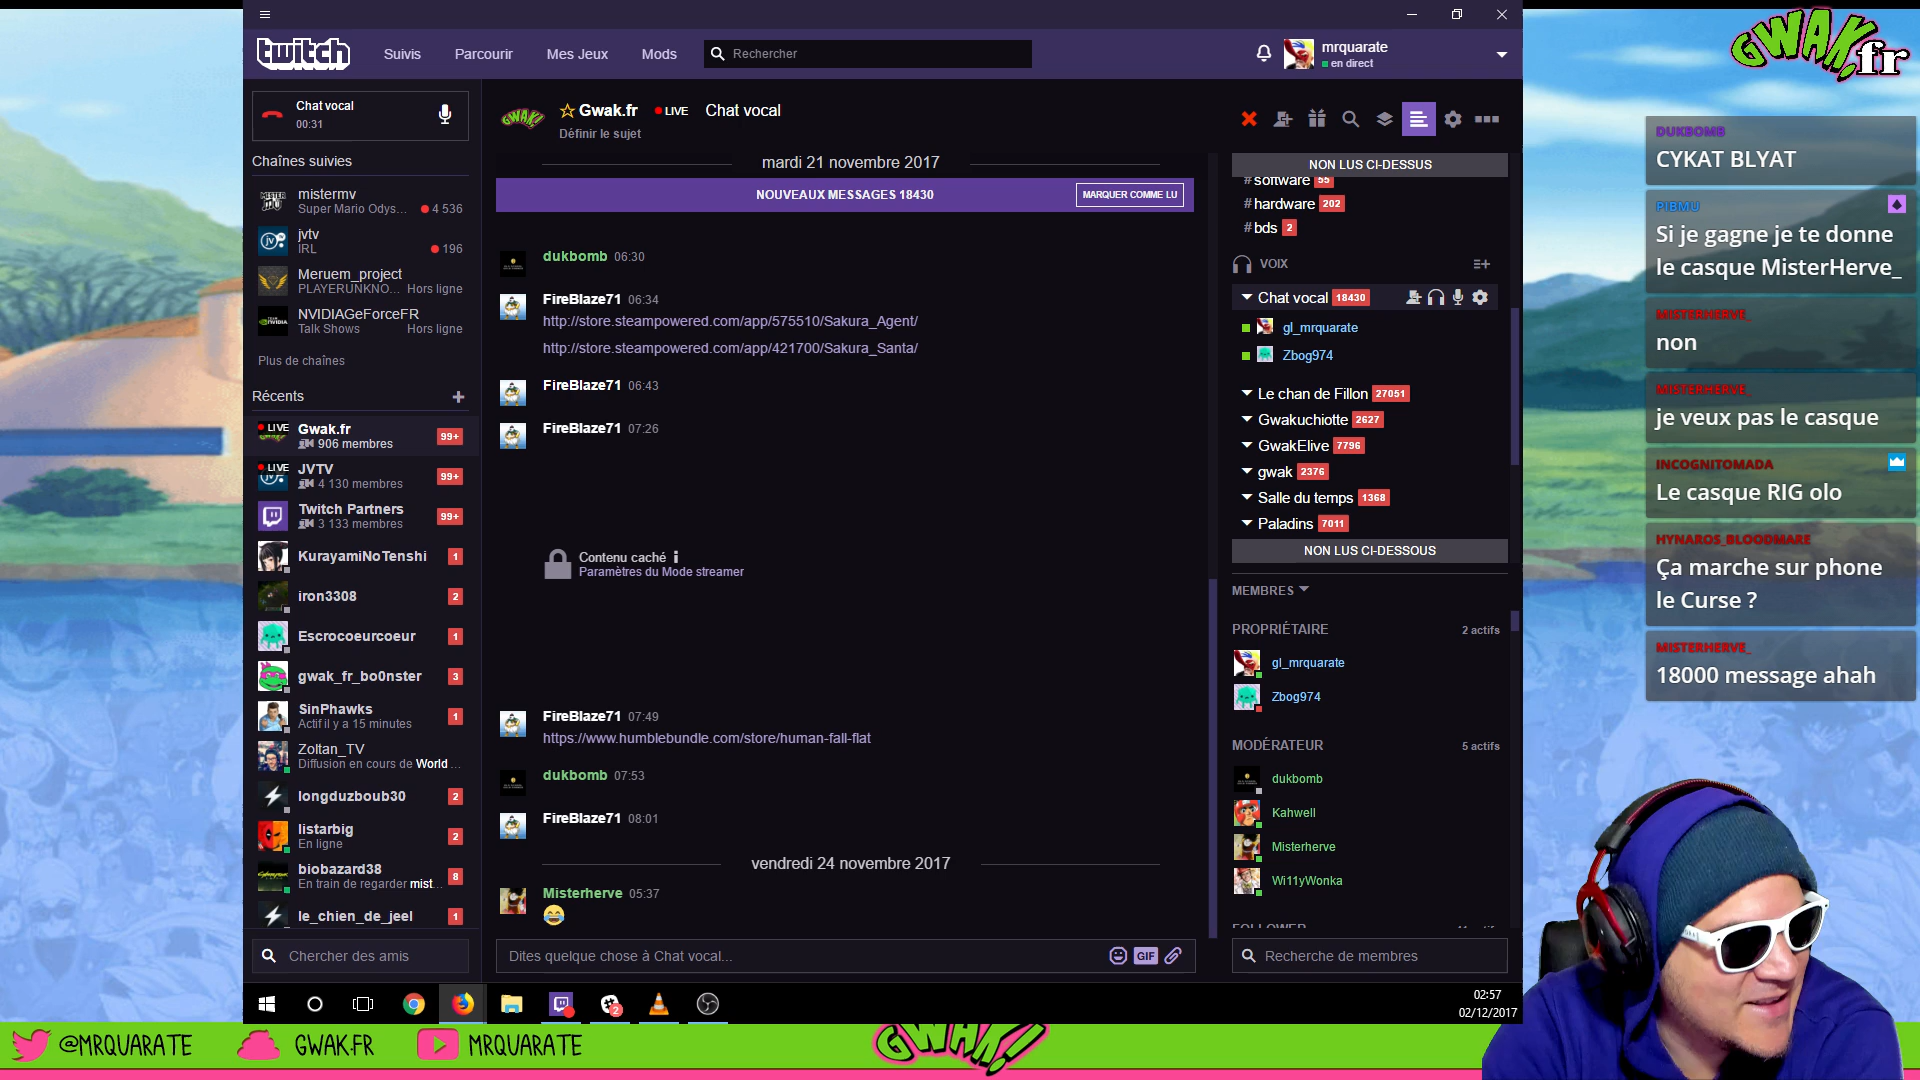 twitch
Suivis
Parcourir
Mes Jeux
Mods
Rechercher
mrquarate
en direct
GWAK.fr
Chat vocal
00:31
Chaînes suivies
mistermv
Super Mario Odys...
4 536
jvtv
IRL
196
Meruem_project
PLAYERUNKNO...
Hors ligne
NVIDIAGeForceFR
Talk Shows
Hors ligne
Plus de chaînes
Récents
LIVE
Gwak.fr
906 membres
99+
LIVE
JVTV
4 130 membres
99+
Twitch Partners
3 133 membres
99+
KurayamiNoTenshi
1
iron3308
2
Escrocoeurcoeur
1
gwak_fr_bo0nster
3
SinPhawks
Actif il y a 15 minutes
1
Zoltan_TV
Diffusion en cours de World ...
longduzboub30
2
listarbig
En ligne
2
biobazard38
En train de regarder mist...
8
le_chien_de_jeel
1
Chercher des amis
GWAK!
Gwak.fr
LIVE
Chat vocal
Définir le sujet
mardi 21 novembre 2017
NOUVEAUX MESSAGES 18430
MARQUER COMME LU
dukbomb 06:30
FireBlaze71 06:34
http://store.steampowered.com/app/575510/Sakura_Agent/
http://store.steampowered.com/app/421700/Sakura_Santa/
FireBlaze71 06:43
FireBlaze71 07:26
Contenu caché
Paramètres du Mode streamer
FireBlaze71 07:49
https://www.humblebundle.com/store/human-fall-flat
dukbomb 07:53
FireBlaze71 08:01
vendredi 24 novembre 2017
Misterherve 05:37
Dites quelque chose à Chat vocal...
GIF
NON LUS CI-DESSUS
#software 55
#hardware 202
#bds 2
VOIX
Chat vocal 18430
gl_mrquarate
Zbog974
Le chan de Fillon 27051
Gwakuchiotte 2627
GwakElive 7796
gwak 2376
Salle du temps 1368
Paladins 7011
NON LUS CI-DESSOUS
MEMBRES
PROPRIÉTAIRE
2 actifs
gl_mrquarate
Zbog974
MODÉRATEUR
5 actifs
dukbomb
Kahwell
Misterherve
Wi11yWonka
FOLLOWER
11 actifs
Recherche de membres
DUKBOMB
CYKAT BLYAT
PIBMU
Si je gagne je te donne
le casque MisterHerve_
MISTERHERVE_
non
MISTERHERVE_
je veux pas le casque
INCOGNITOMADA
Le casque RIG olo
HYNAROS_BLOODMARE
Ça marche sur phone
le Curse ?
MISTERHERVE_
18000 message ahah
2
02:57
02/12/2017
@MRQUARATE
GWAK.FR
MRQUARATE
GWAK!